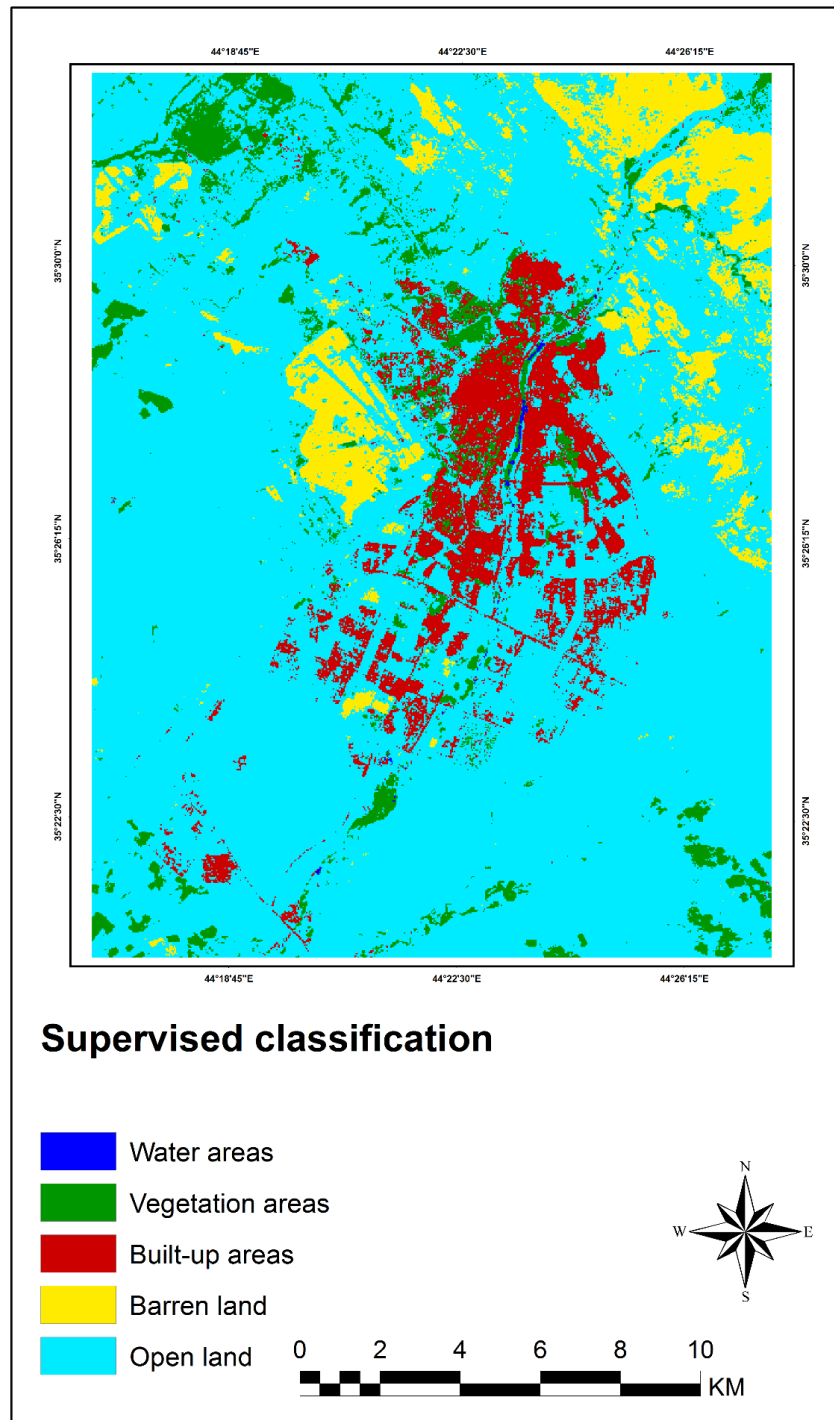 44°18'45"E 44°22'30"E 44°26'15"E
35°30'0"N 35°30'0"N
35°26'15"N 35°26'15"N
35°22'30"N 35°22'30"N
44°18'45"E 44°22'30"E 44°26'15"E
Supervised classification
Water areas
Vegetation areas
Built-up areas
Barren land
Open land
N
W E
S
0 2 4 6 8 10
KM